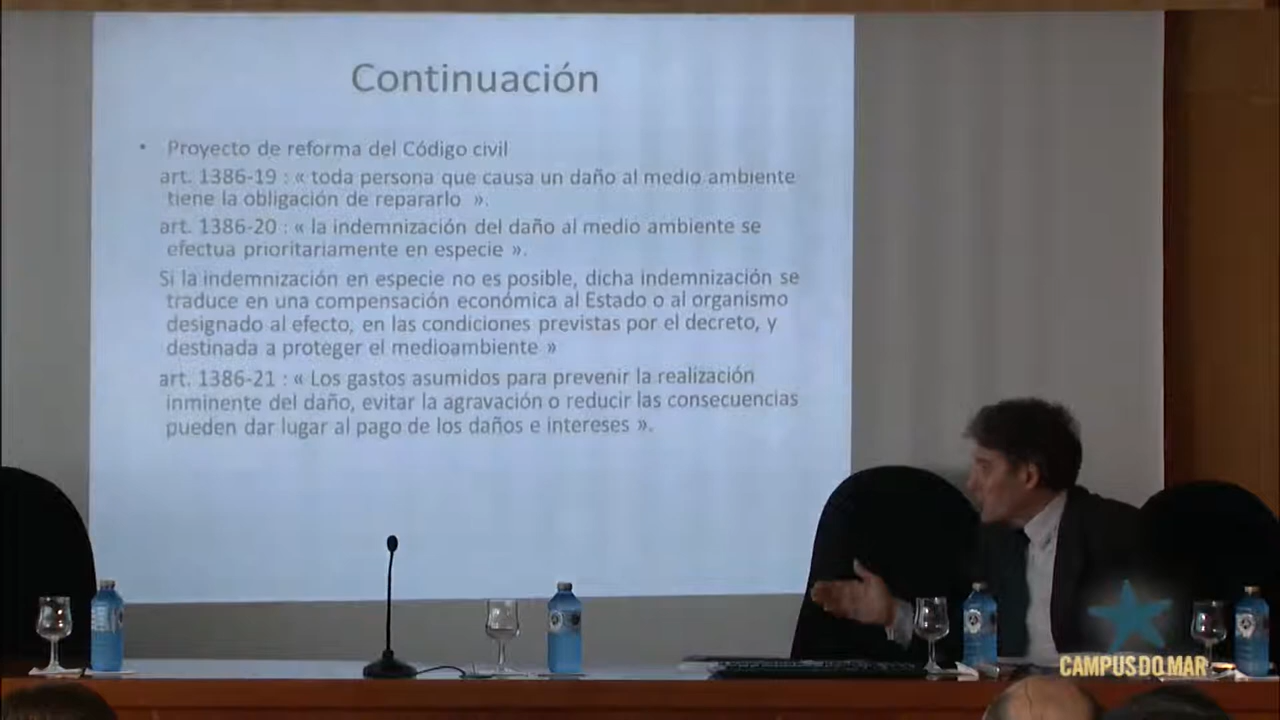 Continuación
• Proyecto de reforma del Código civil
art. 1386-19 : « toda persona que causa un daño al medio ambiente
tiene la obligación de repararlo ».
art. 1386-20 : « la indemnización del daño al medio ambiente se
efectua prioritariamente en especie ».
Si la indemnización en especie no es posible, dicha indemnización se
traduce en una compensación económica al Estado o al organismo
designado al efecto, en las condiciones previstas por el decreto, y
destinada a proteger el medioambiente »
art. 1386-21 : « Los gastos asumidos para prevenir la realización
inminente del daño, evitar la agravación o reducir las consecuencias
pueden dar lugar al pago de los daños e intereses ».
CAMPUS DO MAR